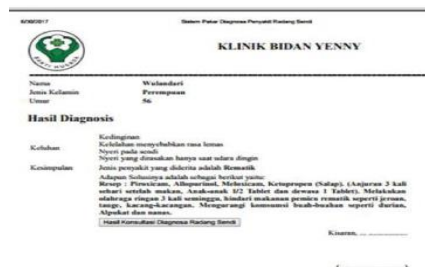 6/30/2017 Sistem Pakar Diagnosa Penyakit Radang Sendi
BAKTI HUSADA
KLINIK BIDAN YENNY
Nama Wulandari
Jenis Kelamin Perempuan
Umur 56
Hasil Diagnosis
Keluhan
Kedinginan
Kelelahan menyebabkan rasa lemas
Nyeri pada sendi
Nyeri yang dirasakan hanya saat udara dingin
Kesimpulan Jenis penyakit yang diderita adalah Rematik
Adapun Solusinya adalah sebagai berikut yaitu:
Resep : Piroxicam, Allopurinol, Meloxicam, Ketopropen (Salap). (Anjuran 3 kali
sehari setelah makan, Anak-anak 1/2 Tablet dan dewasa 1 Tablet). Melakukan
olahraga ringan 3 kali seminggu, hindari makanan pemicu rematik seperti jeroan,
tauge, kacang-kacangan. Mengurangi komsumsi buah-buahan seperti durian,
Alpukat dan nanas.
Hasil Konsultasi Diagnosa Radang Sendi
Kisaran, .... ....................